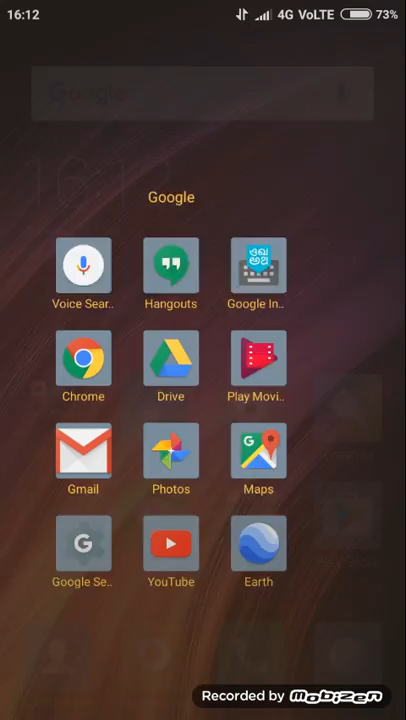 16:12
4G VoLTE 73%
Google
Google
Voice Sear.. Hangouts Google In..
Chrome Drive Play Movi..
Gmail Photos Maps
G
Google Se.. YouTube Earth
Recorded by Mobizen